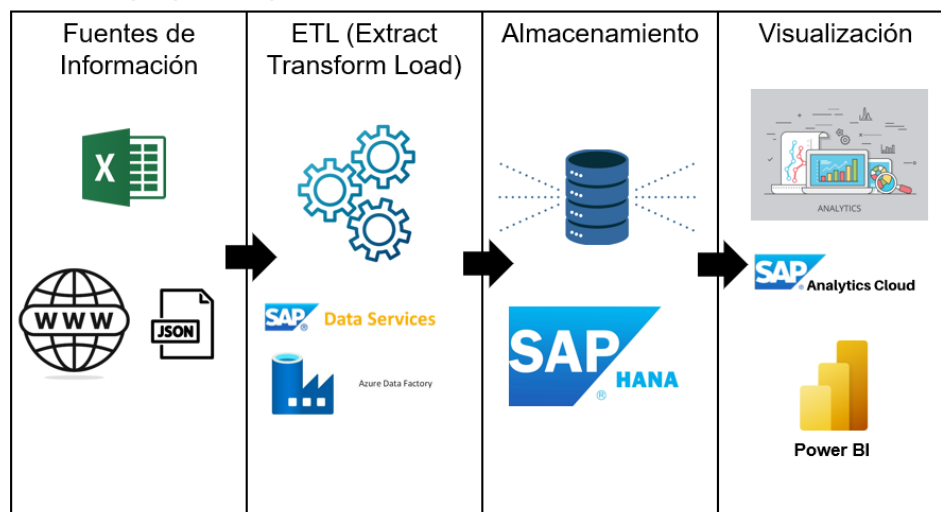 Fuentes de
Información
X
WWW
JSON
ETL (Extract
Transform Load)
SAP® Data Services
Azure Data Factory
Almacenamiento
SAP® HANA
Visualización
ANALYTICS
SAP® Analytics Cloud
Power BI